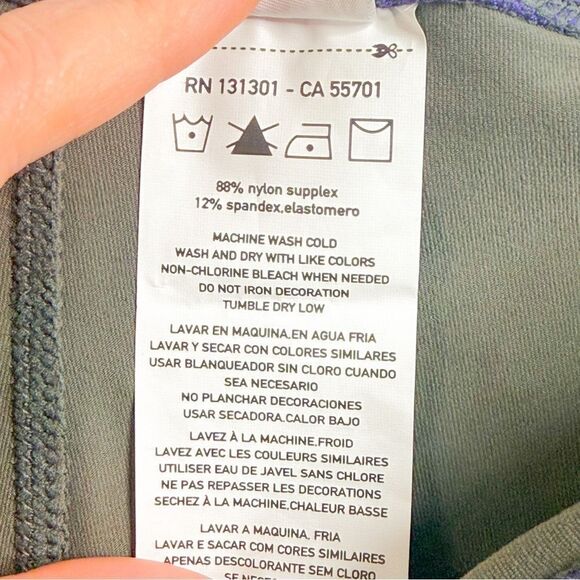 RN 131301 - CA 55701
88% nylon supplex
12% spandex.elastomero
MACHINE WASH COLD
WASH AND DRY WITH LIKE COLORS
NON-CHLORINE BLEACH WHEN NEEDED
DO NOT IRON DECORATION
TUMBLE DRY LOW
LAVAR EN MAQUINA.EN AGUA FRIA
LAVAR Y SECAR CON COLORES SIMILARES
USAR BLANQUEADOR SIN CLORO CUANDO
SEA NECESARIO
NO PLANCHAR DECORACIONES
USAR SECADORA.CALOR BAJO
LAVEZ À LA MACHINE.FROID
LAVEZ AVEC LES COULEURS SIMILAIRES
UTILISER EAU DE JAVEL SANS CHLORE
NE PAS REPASSER LES DECORATIONS
SECHEZ À LA MACHINE,CHALEUR BASSE
LAVAR A MAQUINA. FRIA
LAVAR E SACAR COM CORES SIMILARES
APENAS DESCOLORANTE SEM CLORO
SE